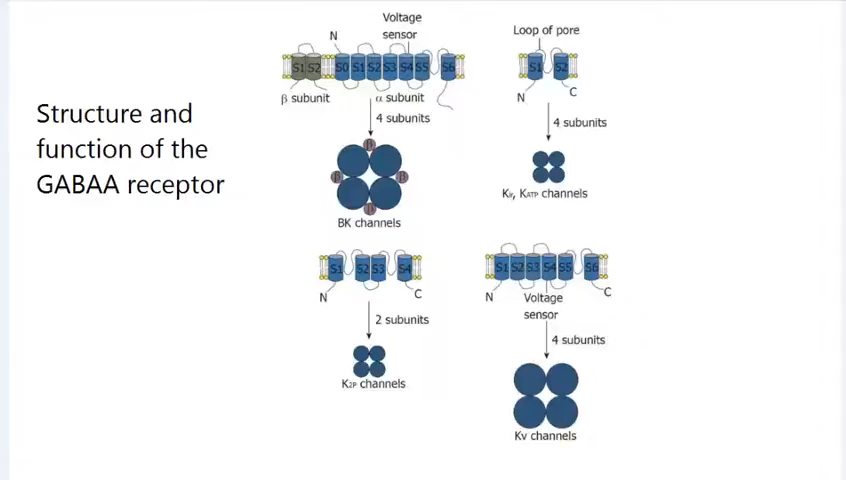 Structure and
function of the
GABAA receptor
Voltage
sensor
N
S1 S2 S0 S1 S2 S3 S4 S5 S6
β subunit
α subunit
4 subunits
β
β β
β
BK channels
Loop of pore
S1 S2
N C
4 subunits
Kir, KATP channels
S1 S2 S3 S4
N C
2 subunits
K2P channels
S1 S2 S3 S4 S5 S6
N C
Voltage
sensor
4 subunits
Kv channels